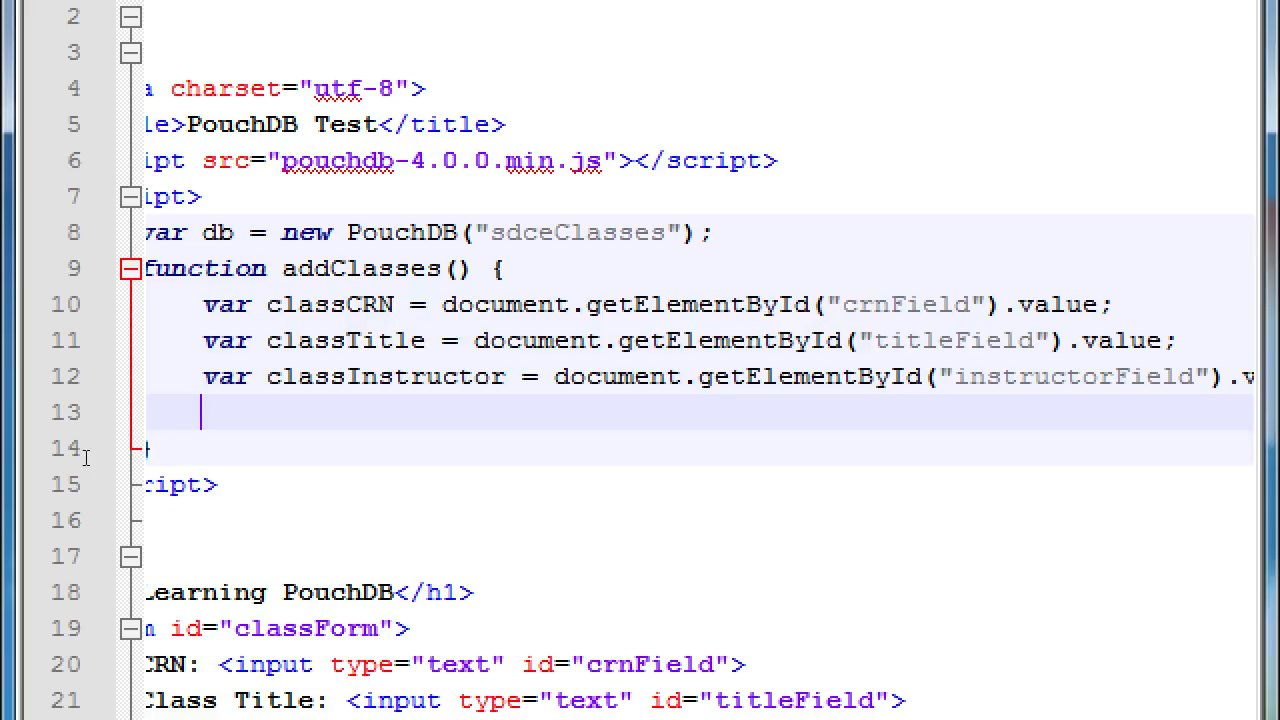 2
3
4 a charset="utf-8">
5 le>PouchDB Test</title>
6 ipt src="pouchdb-4.0.0.min.js"></script>
7 ipt>
8 var db = new PouchDB("sdceClasses");
9 function addClasses() {
10 var classCRN = document.getElementById("crnField").value;
11 var classTitle = document.getElementById("titleField").value;
12 var classInstructor = document.getElementById("instructorField").v
13
14 }
15 ript>
16
17
18 Learning PouchDB</h1>
19 m id="classForm">
20 CRN: <input type="text" id="crnField">
21 Class Title: <input type="text" id="titleField">